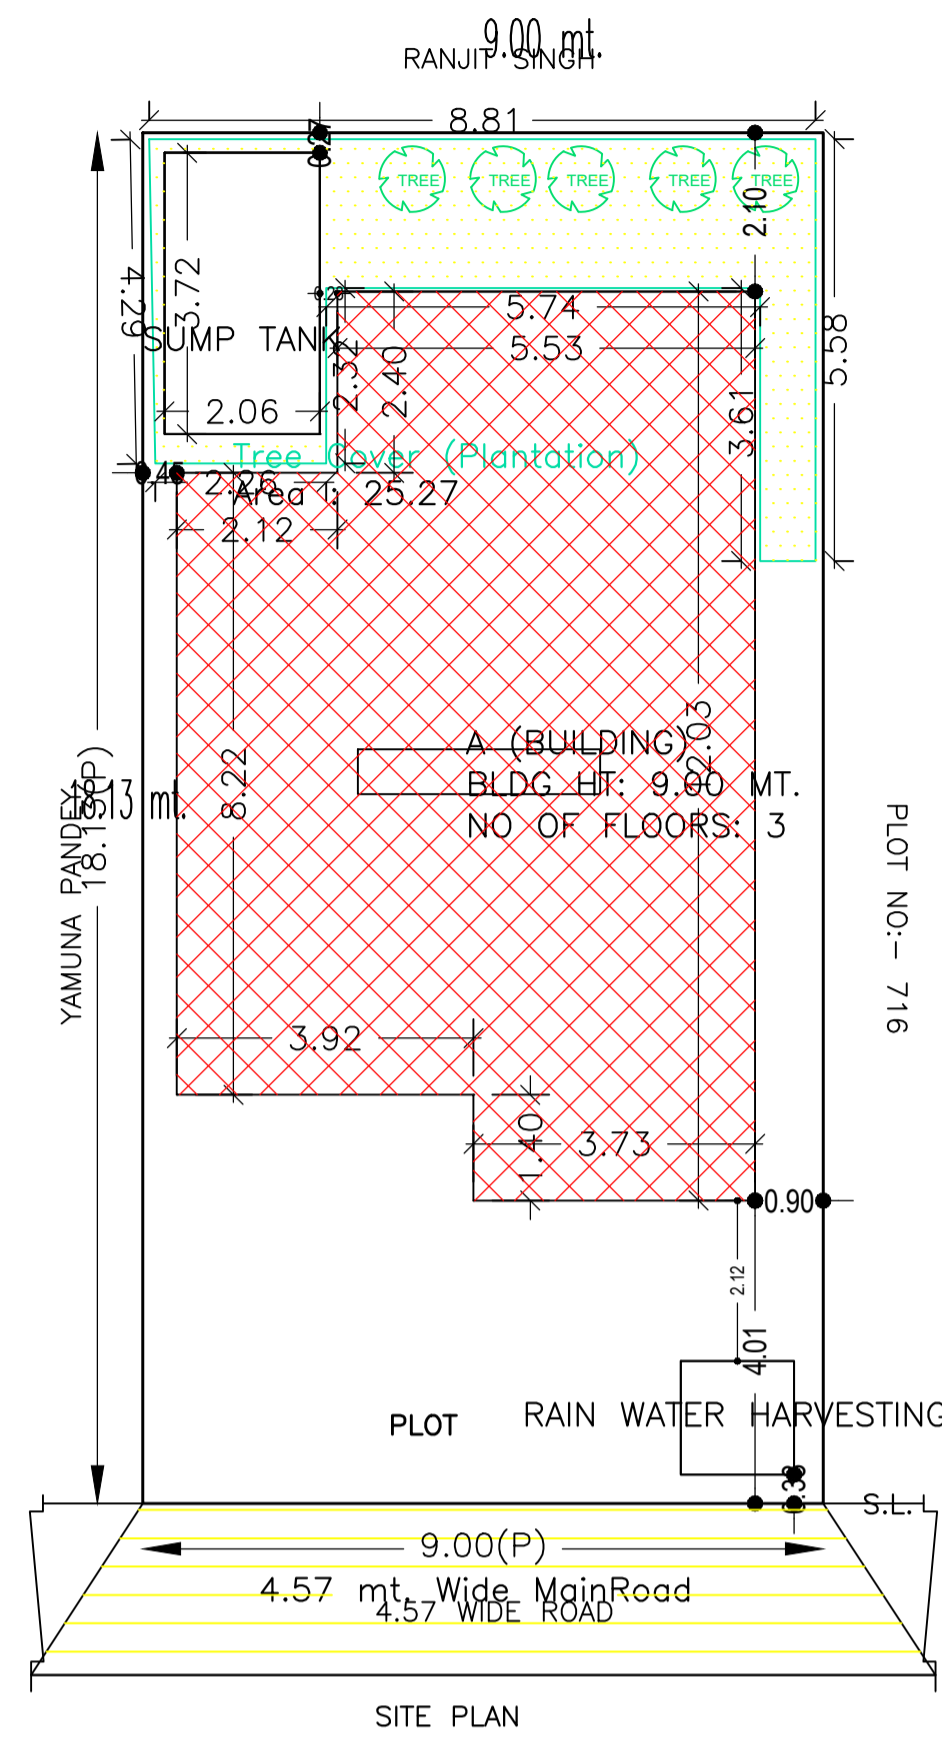 9.00 mt.
RANJIT SINGH
8.81
0.27
TREE
TREE
TREE
TREE
TREE
2.10
4.29
3.72
SUMP TANK
2.06
5.74
5.53
2.32
2.40
3.61
5.58
Tree Cover (Plantation)
0.45
2.26
Area : 25.27
2.12
8.22
A (BUILDING)
BLDG HT: 9.00 MT.
NO OF FLOORS: 3
18.13 mt.
18.13(P)
YAMUNA PANDEY
PLOT NO:- 716
3.92
1.40
3.73
0.90
2.12
4.01
PLOT
RAIN WATER HARVESTING
S.L.
9.00(P)
4.57 mt. Wide MainRoad
4.57 WIDE ROAD
SITE PLAN